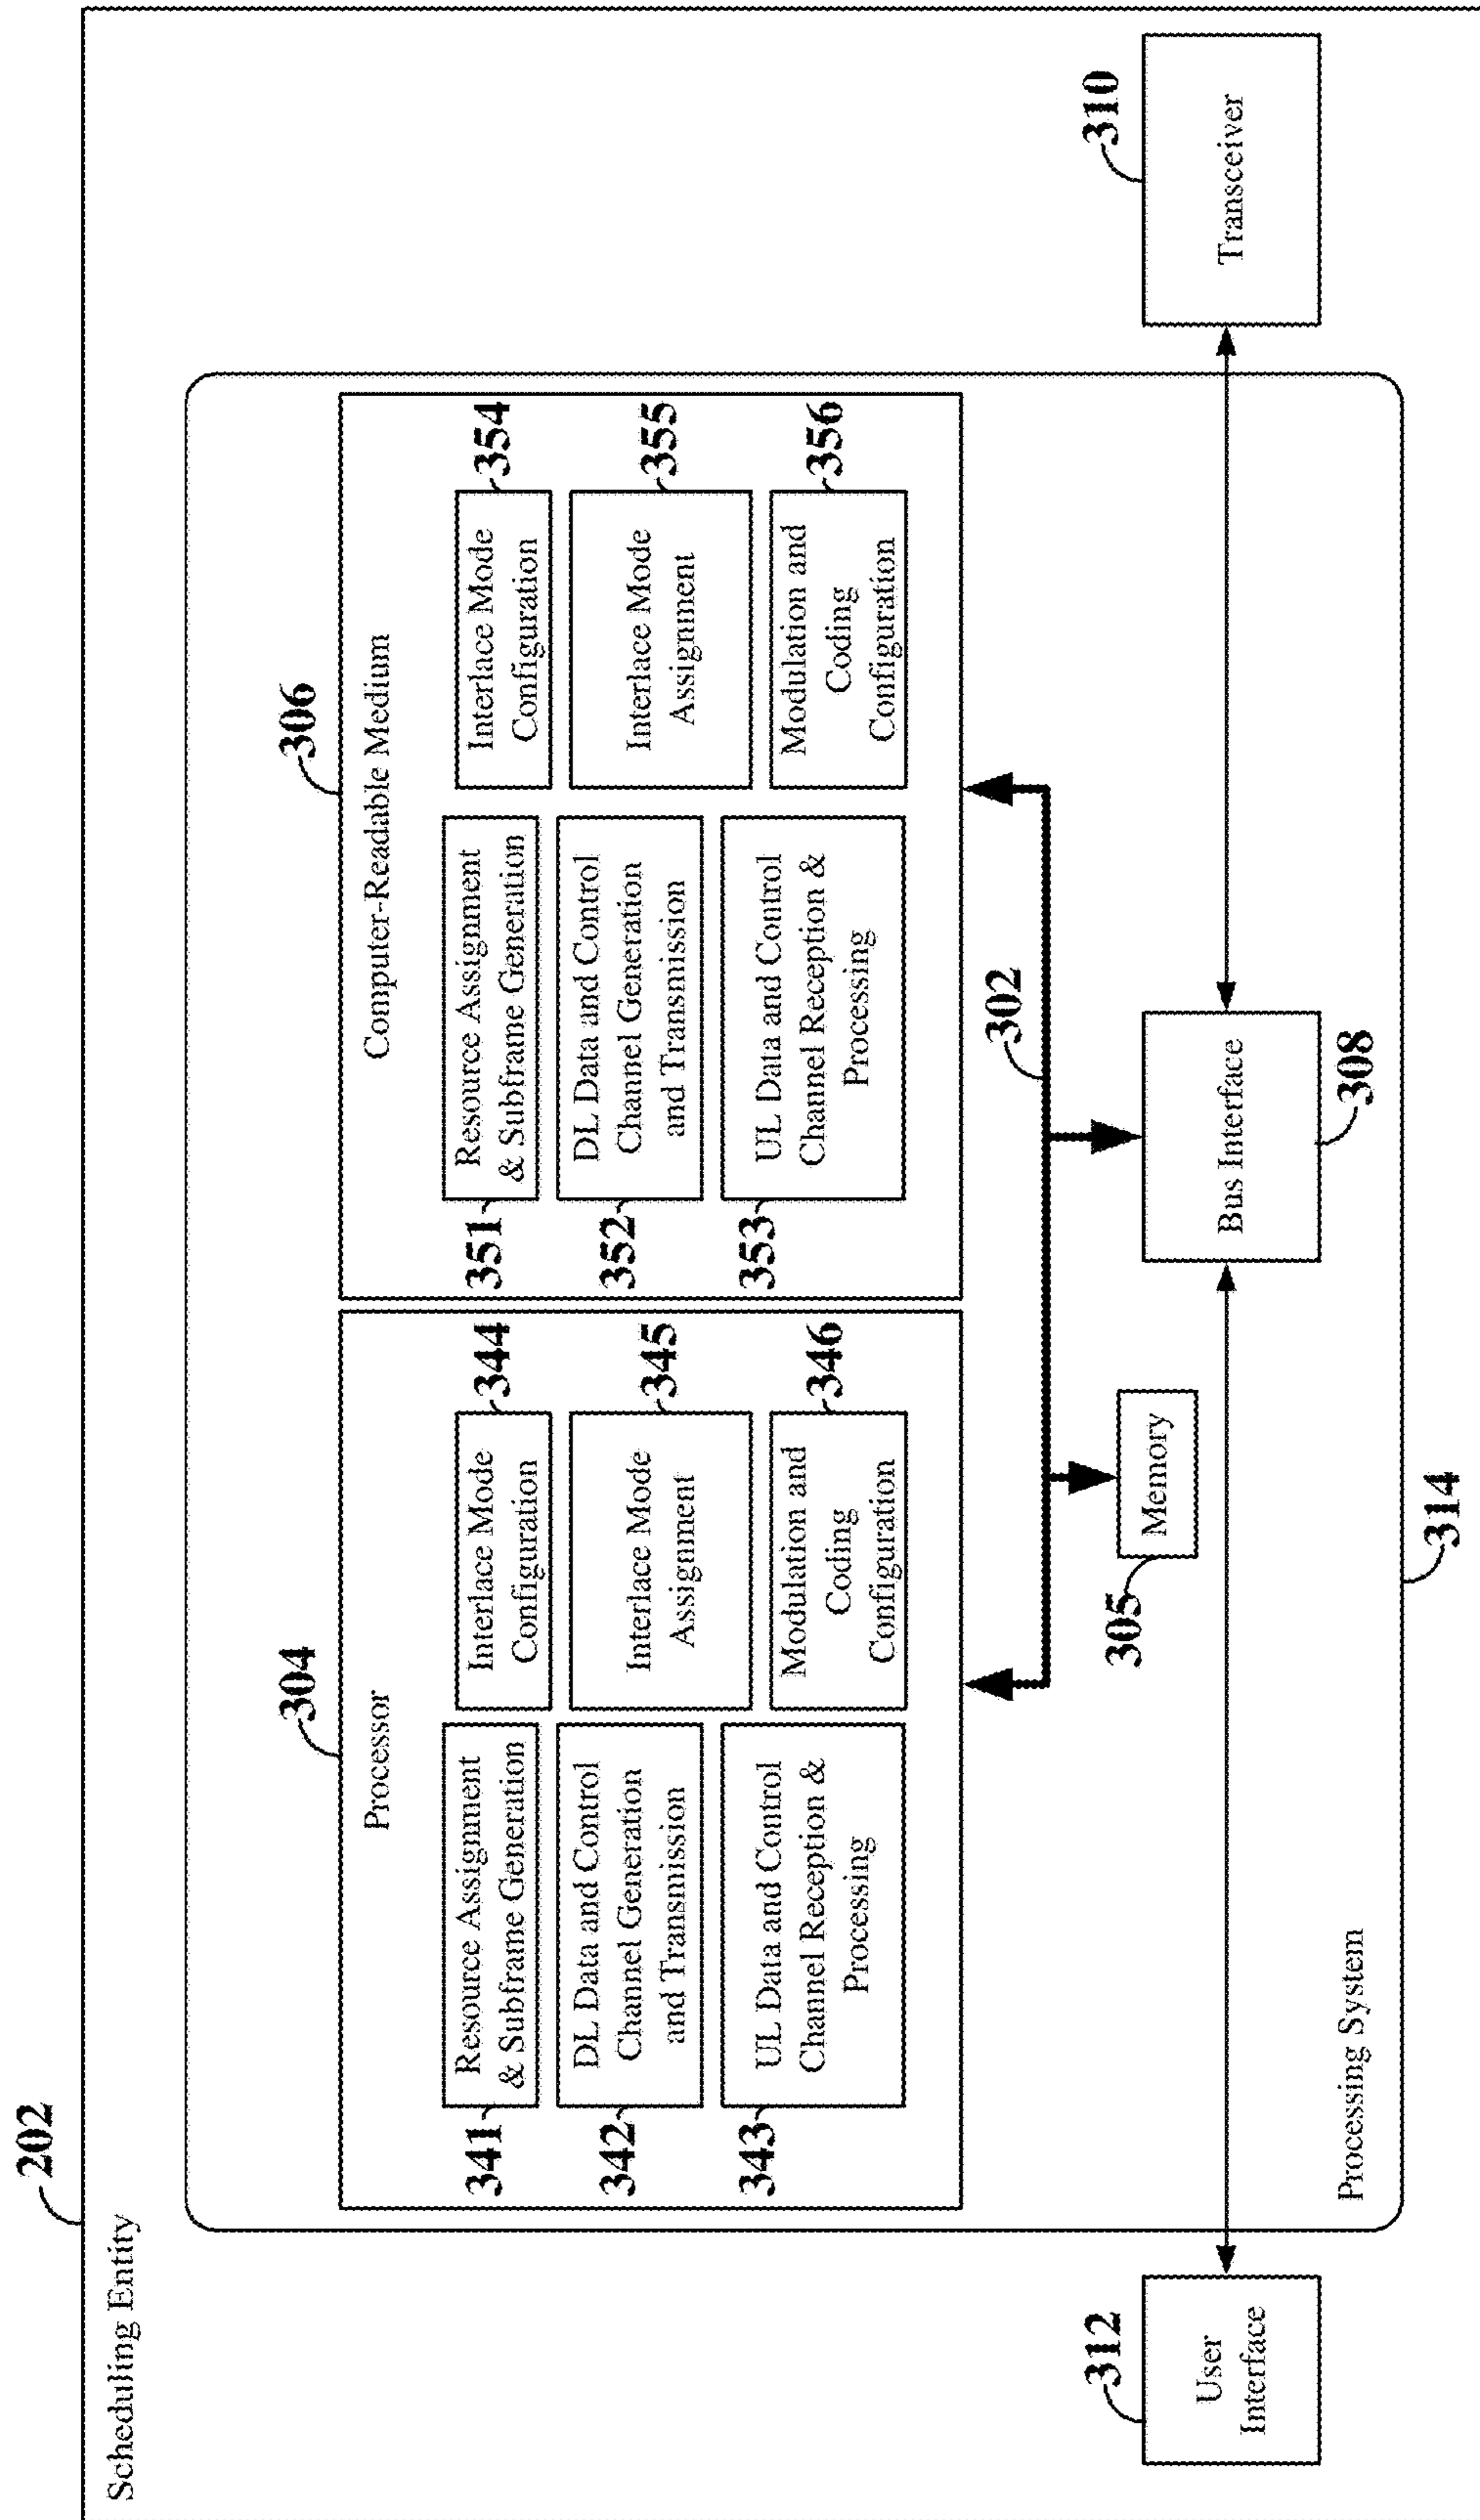 202
Scheduling Entity
304
Processor
341
Resource Assignment
& Subframe Generation
342
DL Data and Control
Channel Generation
and Transmission
343
UL Data and Control
Channel Reception &
Processing
344
Interlace Mode
Configuration
345
Interlace Mode
Assignment
346
Modulation and
Coding
Configuration
306
Computer-Readable Medium
351
Resource Assignment
& Subframe Generation
352
DL Data and Control
Channel Generation
and Transmission
353
UL Data and Control
Channel Reception &
Processing
354
Interlace Mode
Configuration
355
Interlace Mode
Assignment
356
Modulation and
Coding
Configuration
302
312
User
Interface
305
Memory
Bus Interface
308
310
Transceiver
Processing System
314